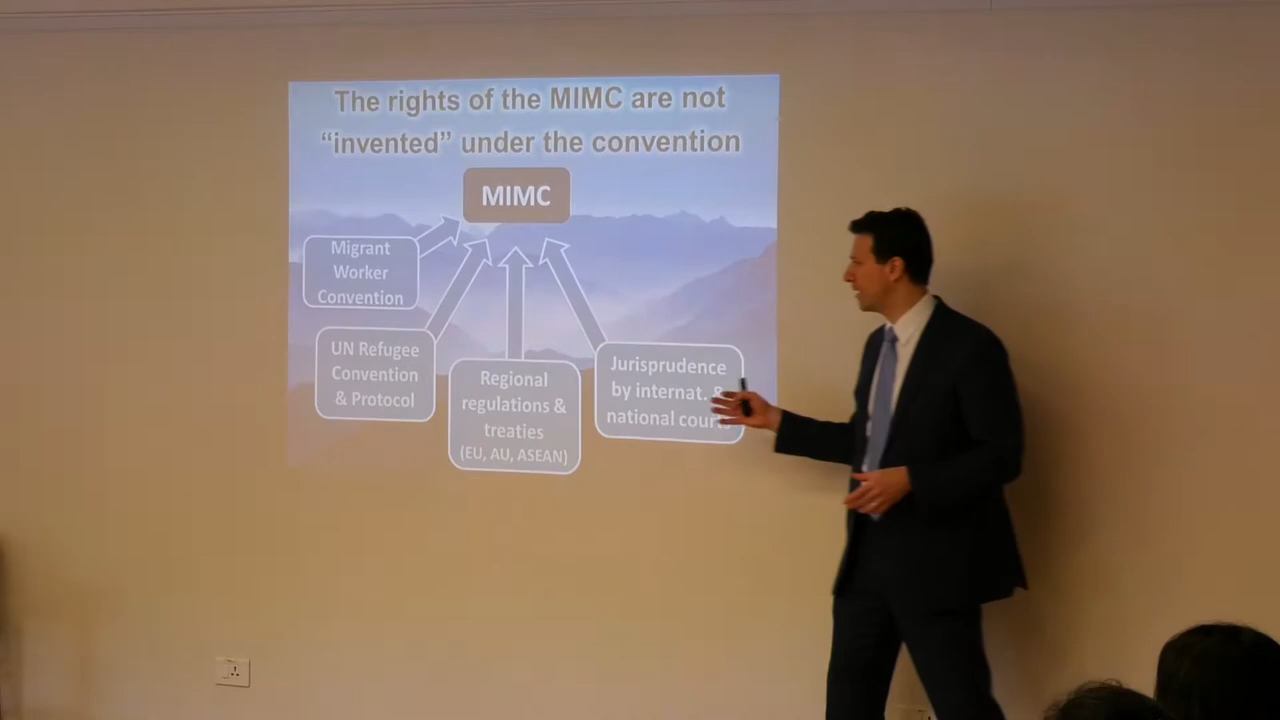 The rights of the MIMC are not
“invented” under the convention
MIMC
Migrant
Worker
Convention
UN Refugee
Convention
& Protocol
Regional
regulations &
treaties
(EU, AU, ASEAN)
Jurisprudence
by internat. &
national courts